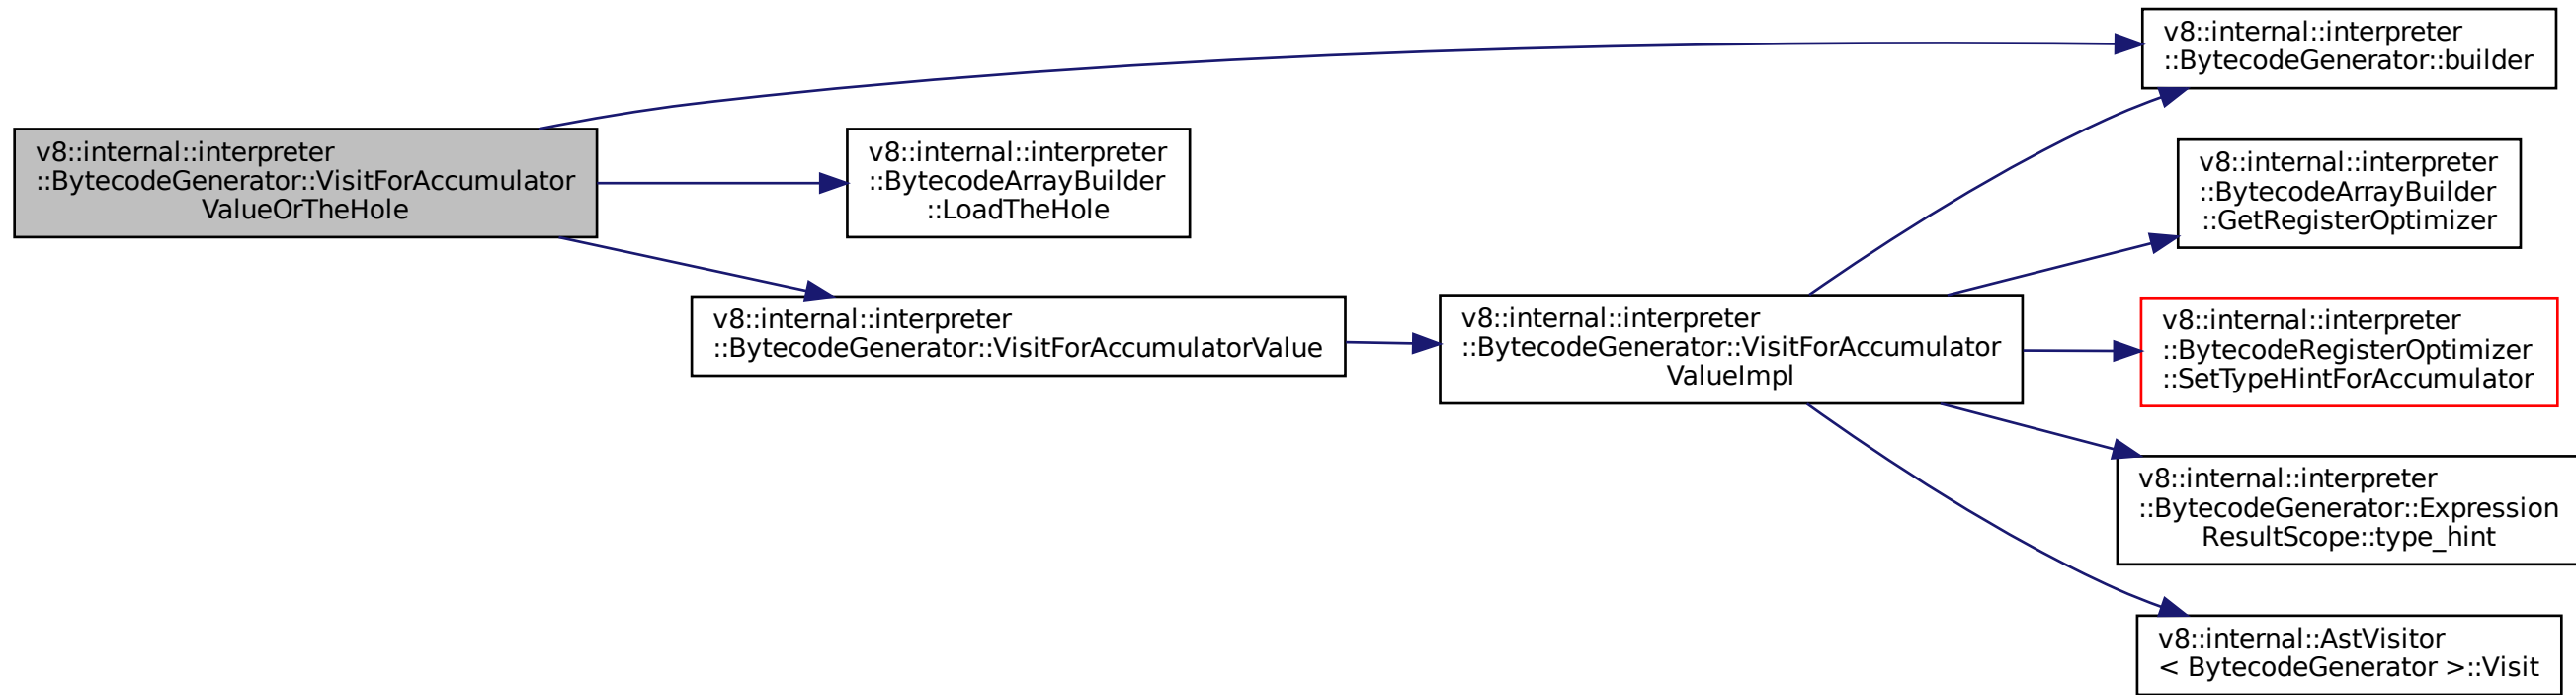 v8::internal::interpreter
::BytecodeGenerator::VisitForAccumulator
ValueOrTheHole
v8::internal::interpreter
::BytecodeGenerator::builder
v8::internal::interpreter
::BytecodeArrayBuilder
::LoadTheHole
v8::internal::interpreter
::BytecodeGenerator::VisitForAccumulatorValue
v8::internal::interpreter
::BytecodeGenerator::VisitForAccumulator
ValueImpl
v8::internal::interpreter
::BytecodeArrayBuilder
::GetRegisterOptimizer
v8::internal::interpreter
::BytecodeRegisterOptimizer
::SetTypeHintForAccumulator
v8::internal::interpreter
::BytecodeGenerator::Expression
ResultScope::type_hint
v8::internal::AstVisitor
< BytecodeGenerator >::Visit